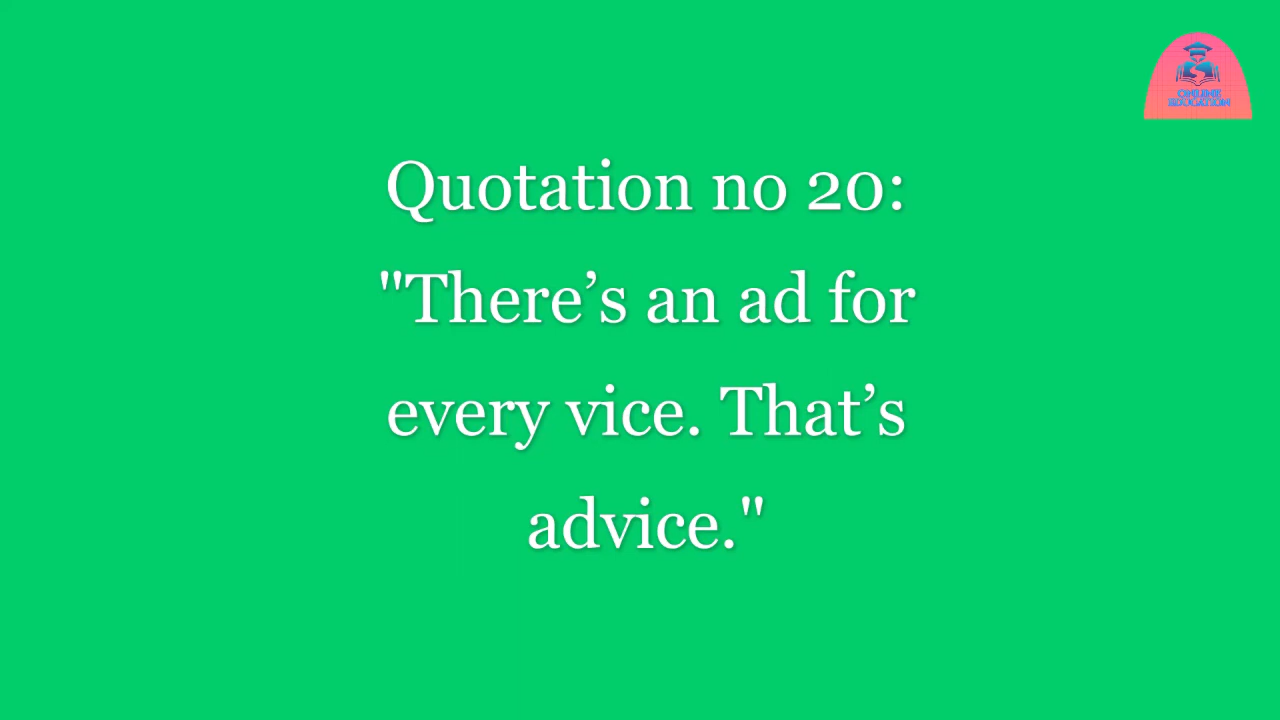 Quotation no 20:
"There’s an ad for
every vice. That’s
advice."